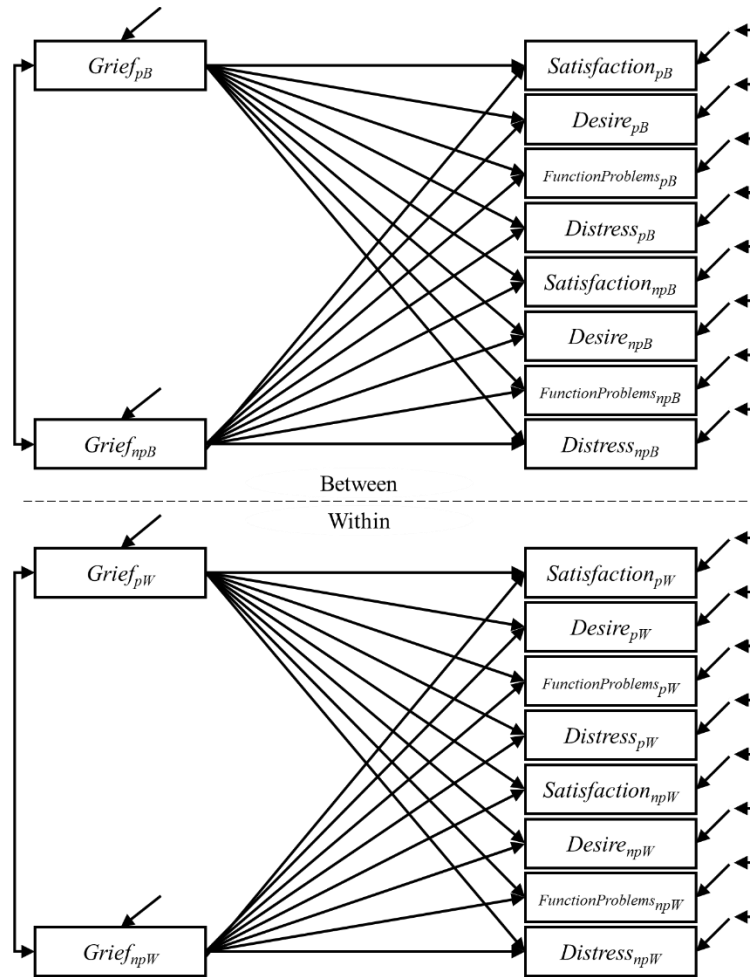 Grief_pB
Satisfaction_pB
Desire_pB
FunctionProblems_pB
Distress_pB
Satisfaction_npB
Desire_npB
FunctionProblems_npB
Grief_npB
Distress_npB
Between
Within
Grief_pW
Satisfaction_pW
Desire_pW
FunctionProblems_pW
Distress_pW
Satisfaction_npW
Desire_npW
FunctionProblems_npW
Grief_npW
Distress_npW